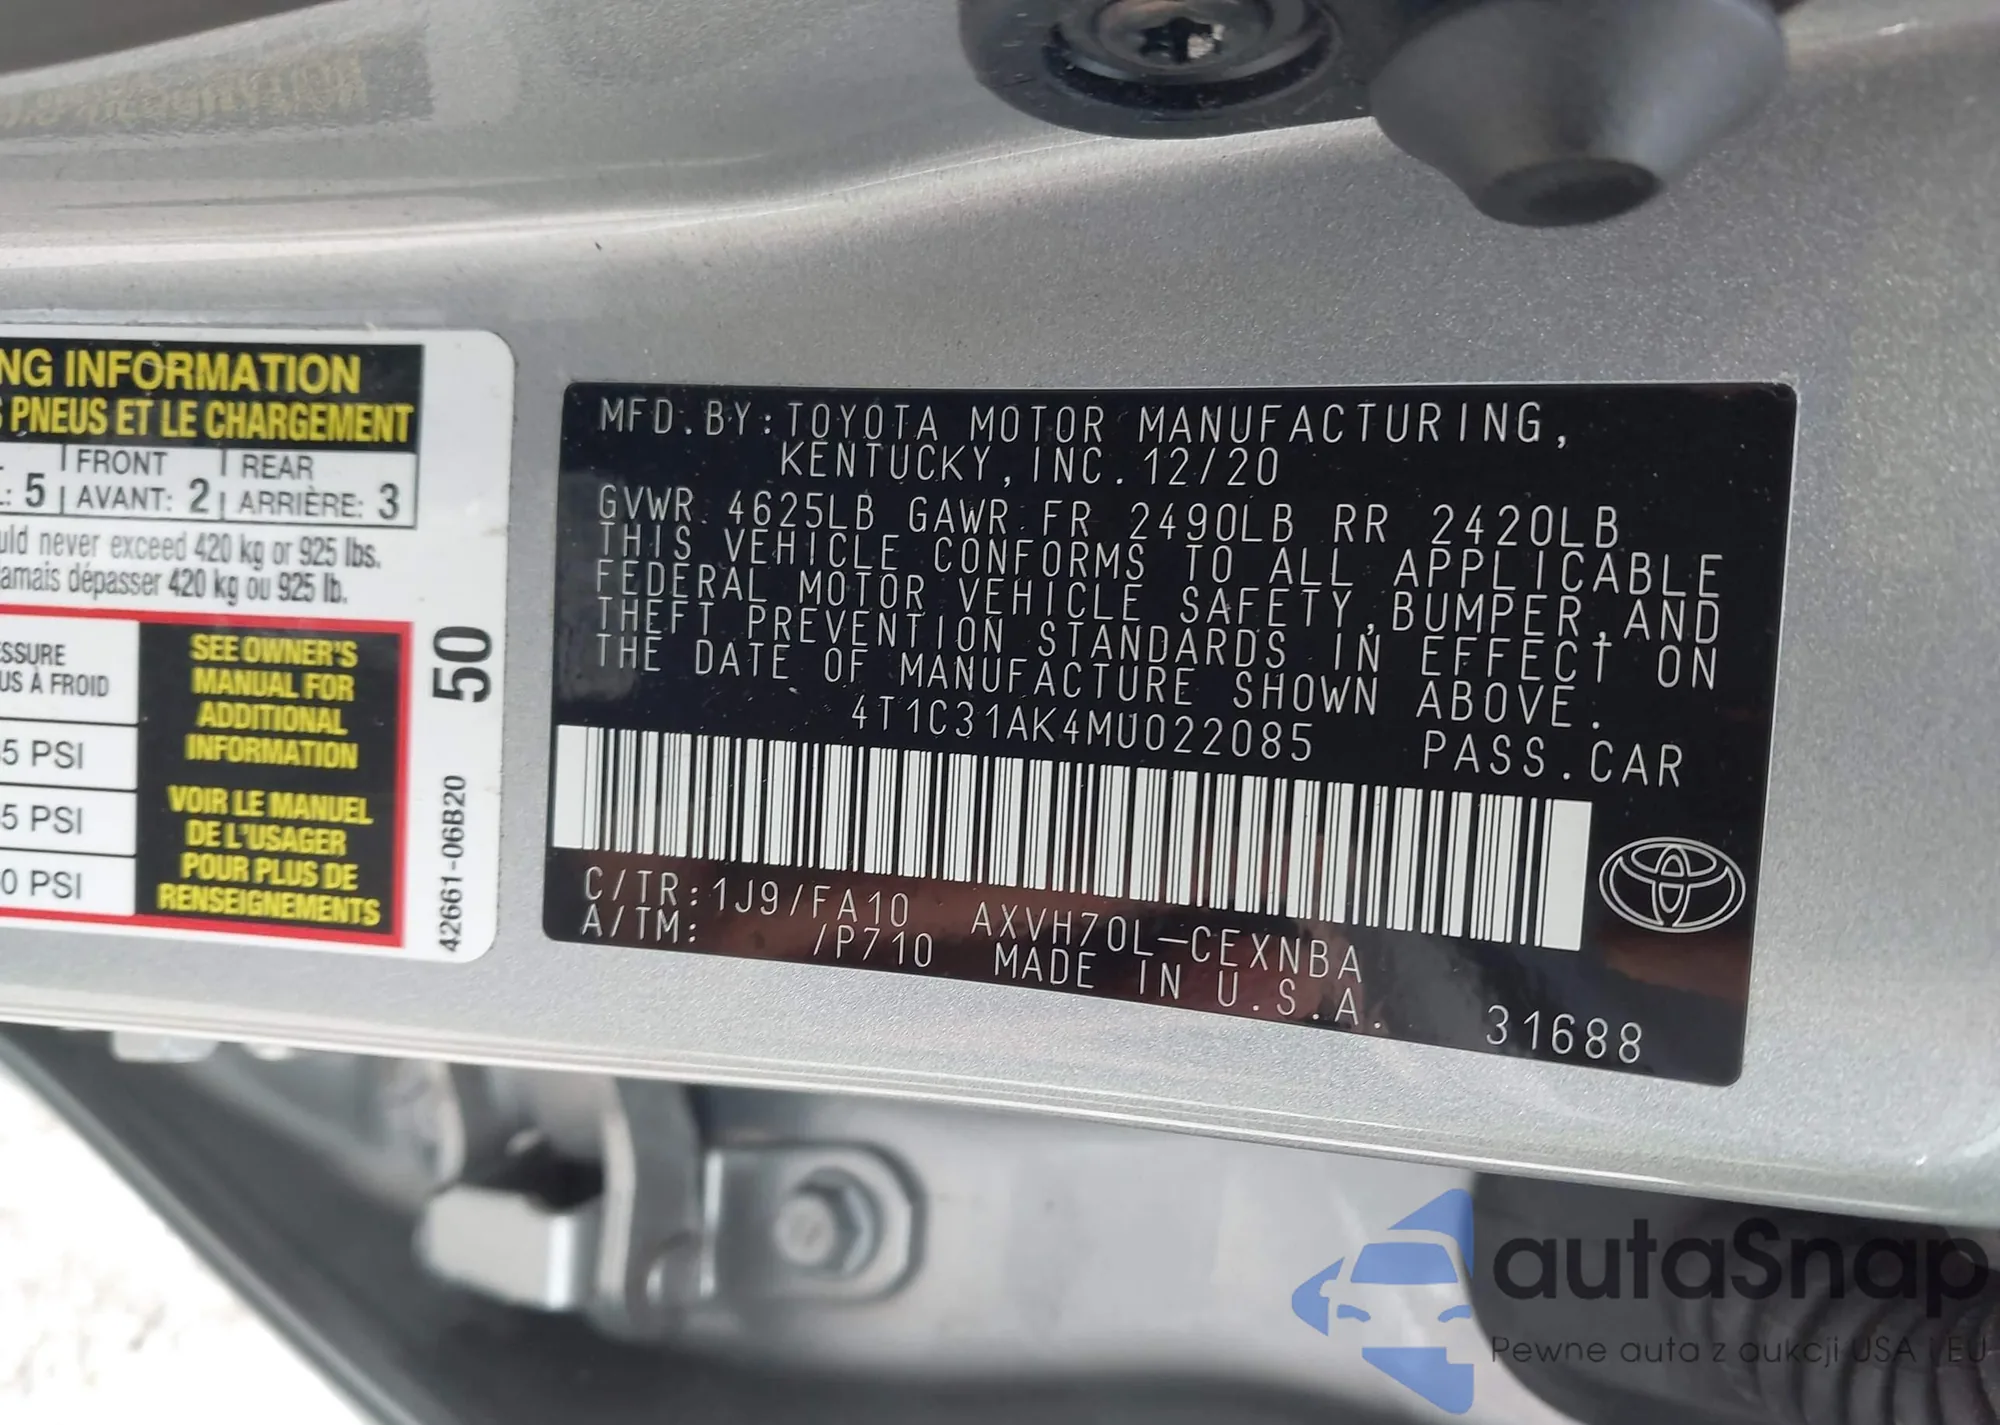 NG INFORMATION
PNEUS ET LE CHARGEMENT
FRONT REAR
: 5 AVANT: 2 ARRIÈRE: 3
uld never exceed 420 kg or 925 lbs.
amais dépasser 420 kg ou 925 lb.
SSURE
US À FROID
5 PSI
5 PSI
0 PSI
SEE OWNER'S
MANUAL FOR
ADDITIONAL
INFORMATION
VOIR LE MANUEL
DE L'USAGER
POUR PLUS DE
RENSEIGNEMENTS
50
42661-06B20
MFD.BY:TOYOTA MOTOR MANUFACTURING,
KENTUCKY,INC.12/20
GVWR 4625LB GAWR FR 2490LB RR 2420LB
THIS VEHICLE CONFORMS TO ALL APPLICABLE
FEDERAL MOTOR VEHICLE SAFETY,BUMPER,AND
THEFT PREVENTION STANDARDS IN EFFECT ON
THE DATE OF MANUFACTURE SHOWN ABOVE.
4T1C31AK4MU022085 PASS.CAR
C/TR:1J9/FA10 AXVH70L-CEXNBA
A/TM: /P710 MADE IN U.S.A.
31688
autoSnap
Pewne auta z aukcji USA i EU